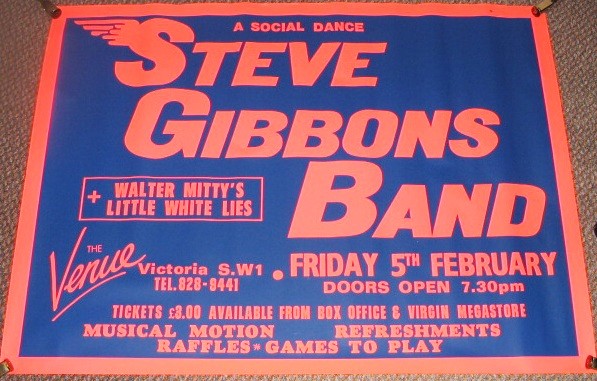 A SOCIAL DANCE
STEVE
GIBBONS
BAND
+ WALTER MITTY'S
LITTLE WHITE LIES
THE
Venue
Victoria S.W1
TEL. 828-9441
• FRIDAY 5TH FEBRUARY
DOORS OPEN 7.30pm
TICKETS £3.00 AVAILABLE FROM BOX OFFICE & VIRGIN MEGASTORE
MUSICAL MOTION REFRESHMENTS
RAFFLES* GAMES TO PLAY